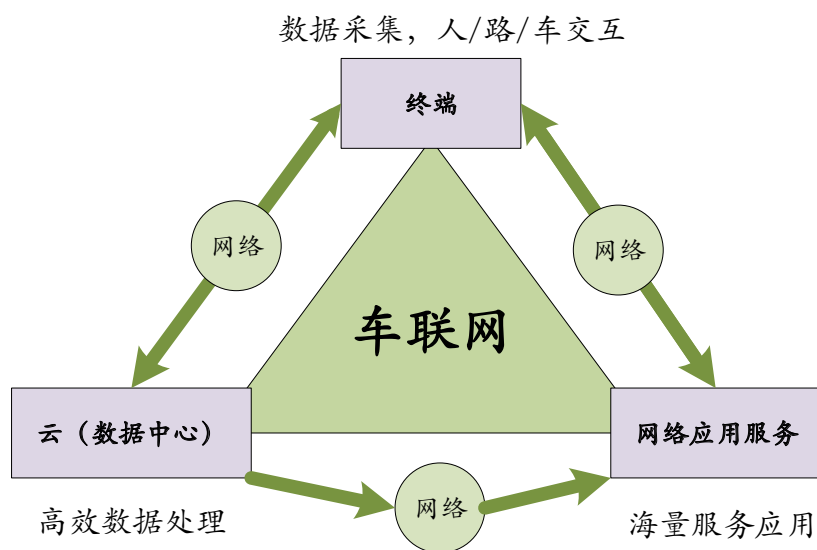 数据采集，人/路/车交互
终端
网络
网络
车联网
云（数据中心）
网络应用服务
网络
高效数据处理
海量服务应用